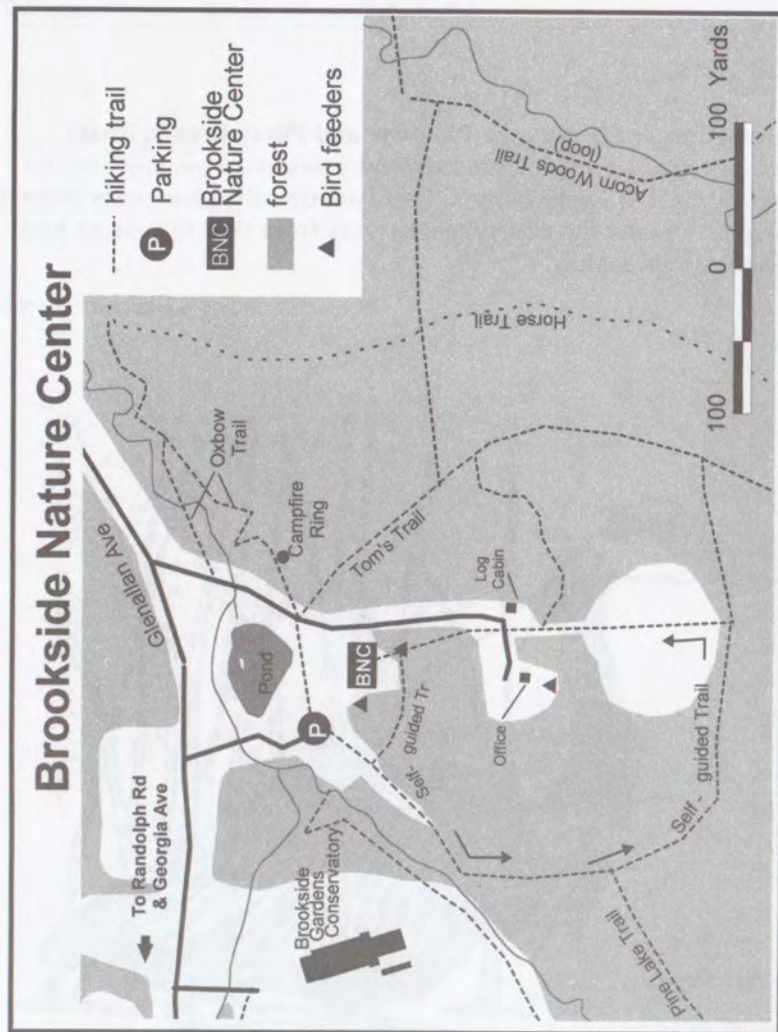 Brookside Nature Center
To Randolph Rd
& Georgia Ave
Glenallan Ave
hiking trail
P Parking
BNC Brookside
Nature Center
forest
Bird feeders
Oxbow
Trail
Pond
Campfire
Ring
P
BNC
Brookside
Gardens
Conservatory
Tom's Trail
Self- guided Tr
Log
Cabin
Office
Horse Trail
Acorn Woods Trail
(loop)
Self - guided Trail
Pine Lake Trail
100 0 100 Yards